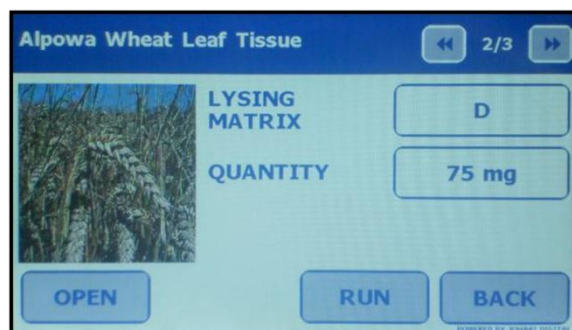 Alpowa Wheat Leaf Tissue
2/3
LYSING
MATRIX
D
QUANTITY
75 mg
OPEN
RUN
BACK